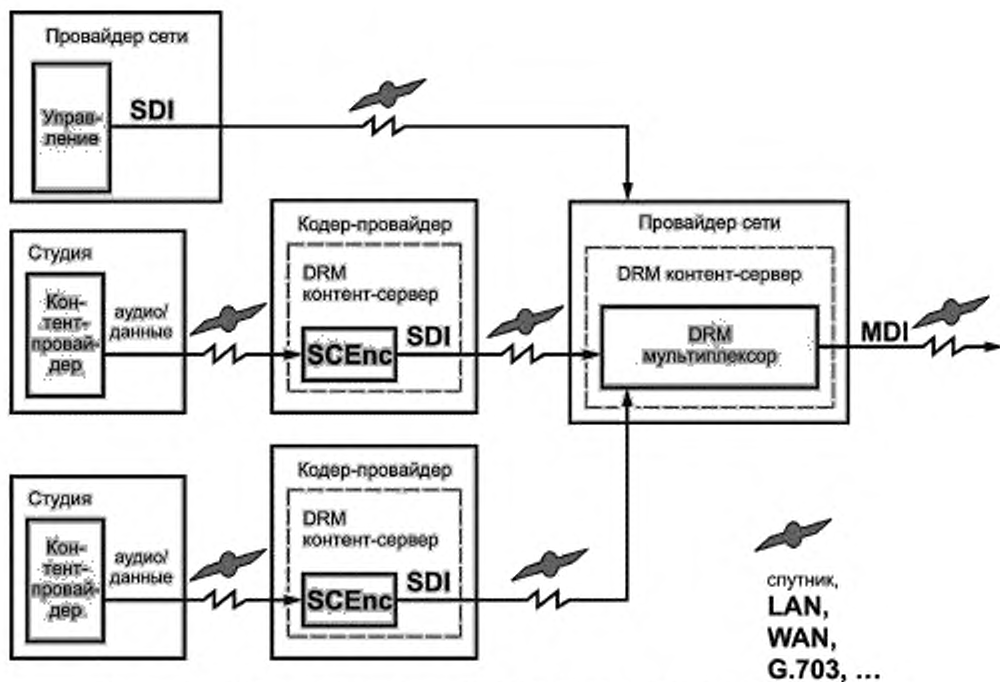 Провайдер сети
Управ-
ление
SDI
Студия
Кон-
тент-
провай-
дер
аудио/
данные
Кодер-провайдер
DRM
контент-сервер
SCEnc
SDI
Провайдер сети
DRM контент-сервер
DRM
мультиплексор
MDI
Студия
Кон-
тент-
провай-
дер
аудио/
данные
Кодер-провайдер
DRM
контент-сервер
SCEnc
SDI
спутник,
LAN,
WAN,
G.703, ...